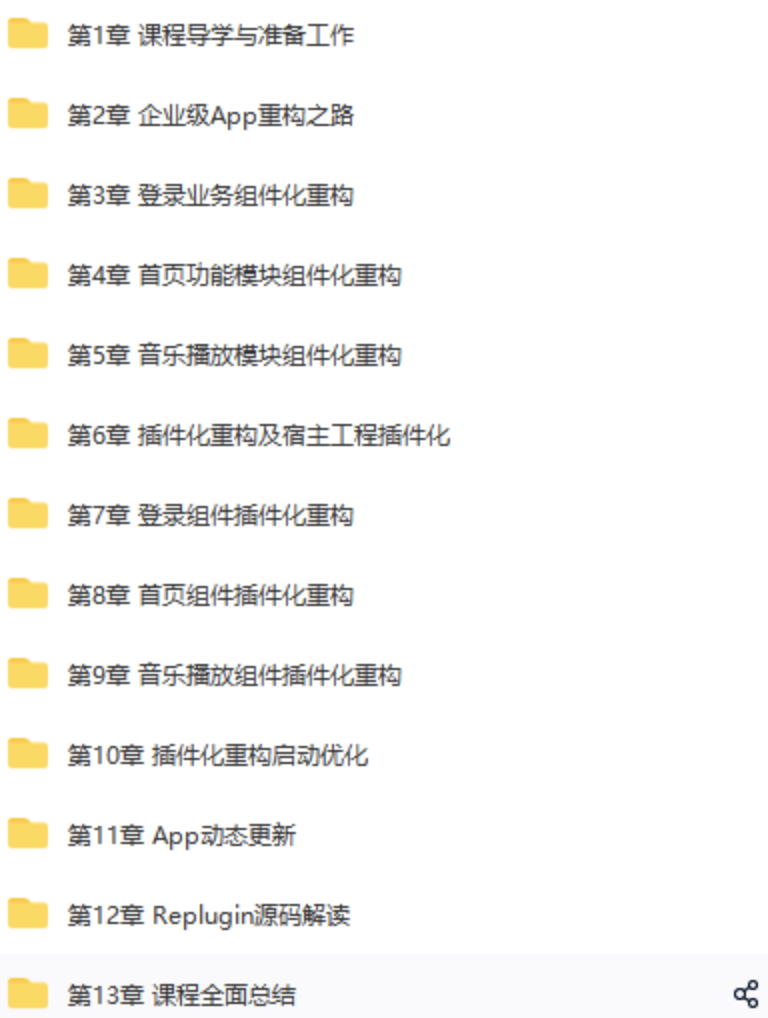 第1章 课程导学与准备工作
第2章 企业级App重构之路
第3章 登录业务组件化重构
第4章 首页功能模块组件化重构
第5章 音乐播放模块组件化重构
第6章 插件化重构及宿主工程插件化
第7章 登录组件插件化重构
第8章 首页组件插件化重构
第9章 音乐播放组件插件化重构
第10章 插件化重构启动优化
第11章 App动态更新
第12章 Replugin源码解读
第13章 课程全面总结